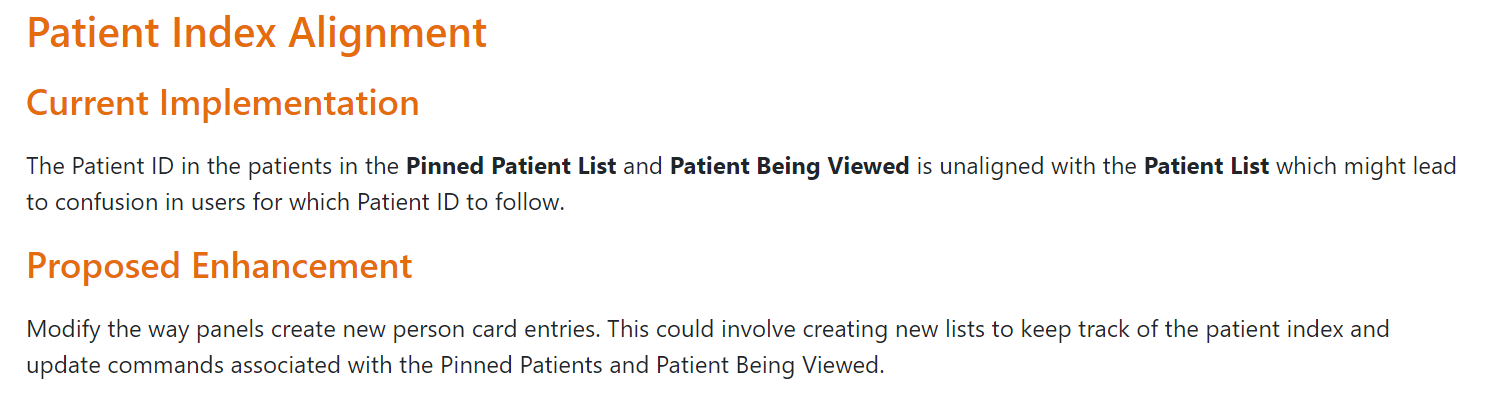 Patient Index Alignment
Current Implementation
The Patient ID in the patients in the Pinned Patient List and Patient Being Viewed is unaligned with the Patient List which might lead
to confusion in users for which Patient ID to follow.
Proposed Enhancement
Modify the way panels create new person card entries. This could involve creating new lists to keep track of the patient index and
update commands associated with the Pinned Patients and Patient Being Viewed.